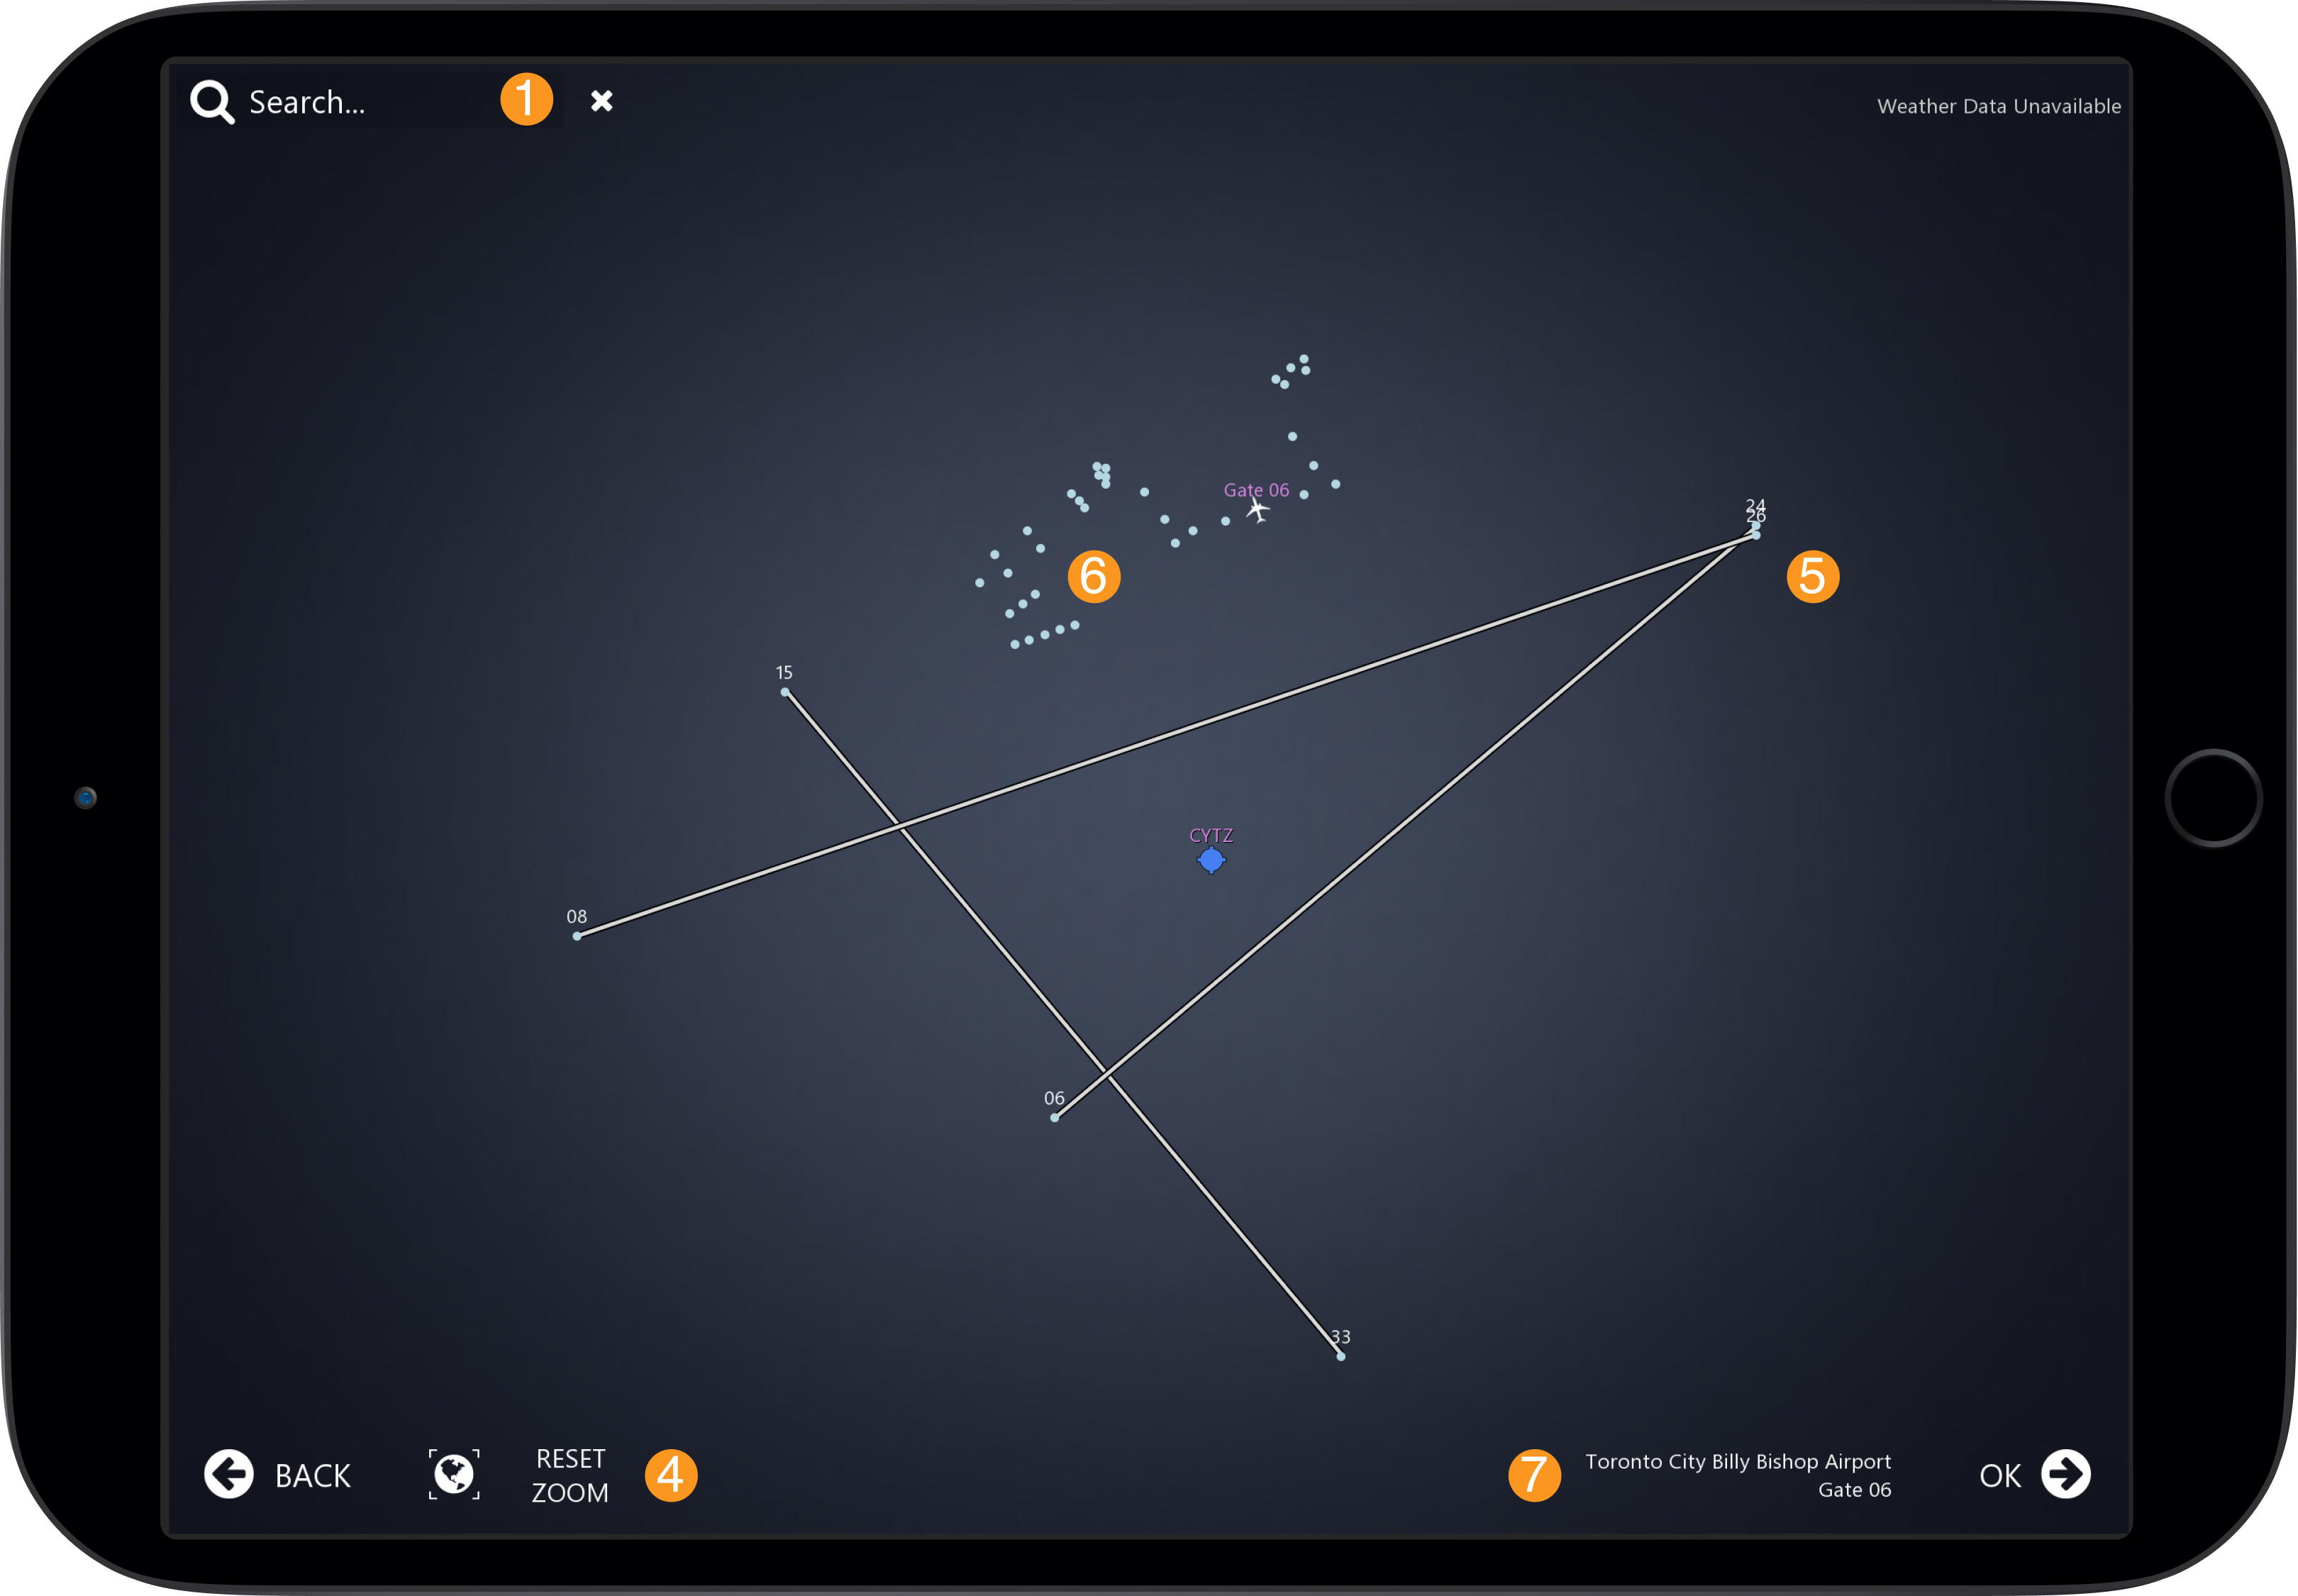 Search...
1
Weather Data Unavailable
Gate 06
24
26
6
5
15
CYTZ
08
06
33
BACK
RESET
ZOOM
4
7
Toronto City Billy Bishop Airport
Gate 06
OK